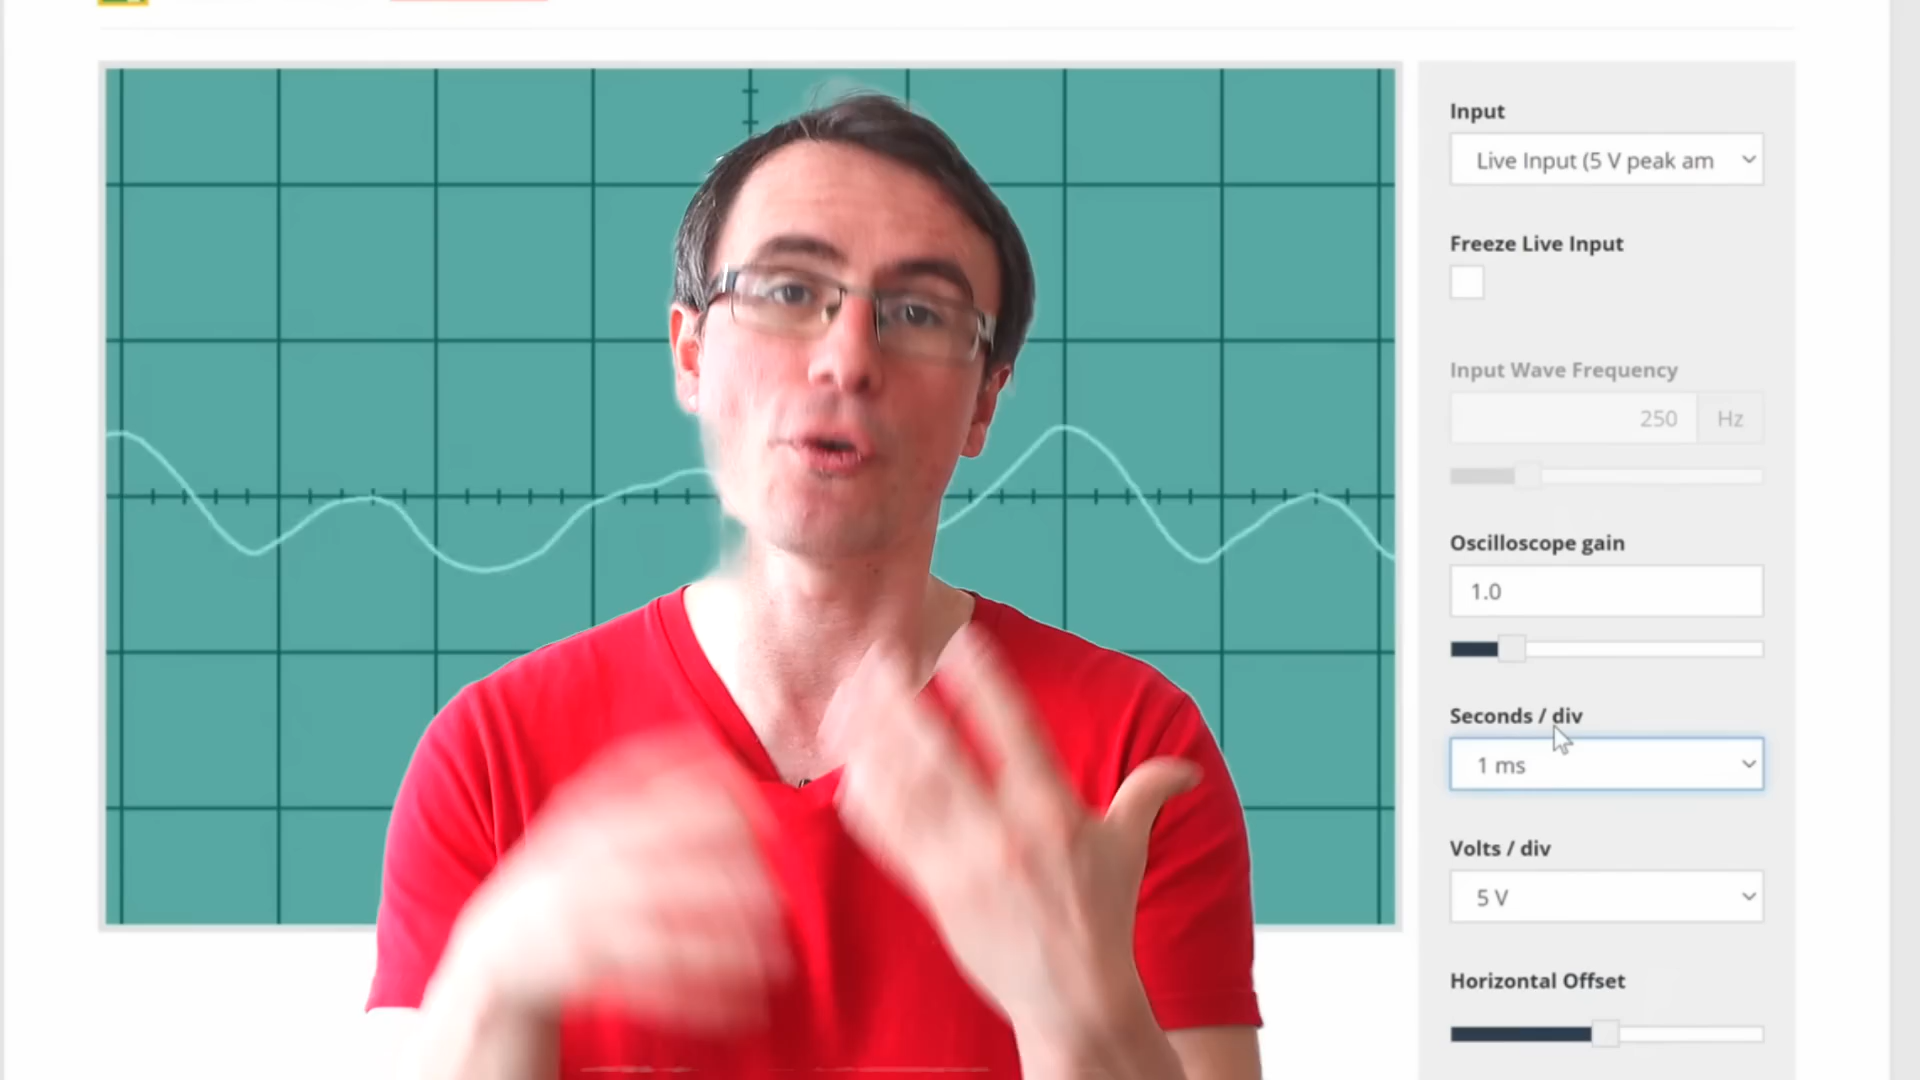 Input
Live Input (5 V peak am
Freeze Live Input
Input Wave Frequency
250 Hz
Oscilloscope gain
1.0
Seconds / div
1 ms
Volts / div
5 V
Horizontal Offset